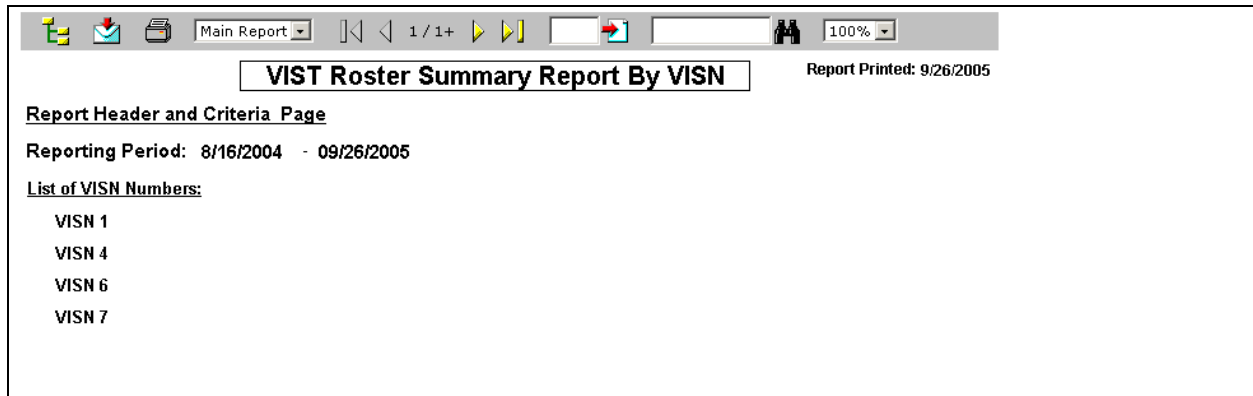 Main Report 1 / 1+ 100%
VIST Roster Summary Report By VISN
Report Printed: 9/26/2005
Report Header and Criteria Page
Reporting Period: 8/16/2004 - 09/26/2005
List of VISN Numbers:
VISN 1
VISN 4
VISN 6
VISN 7